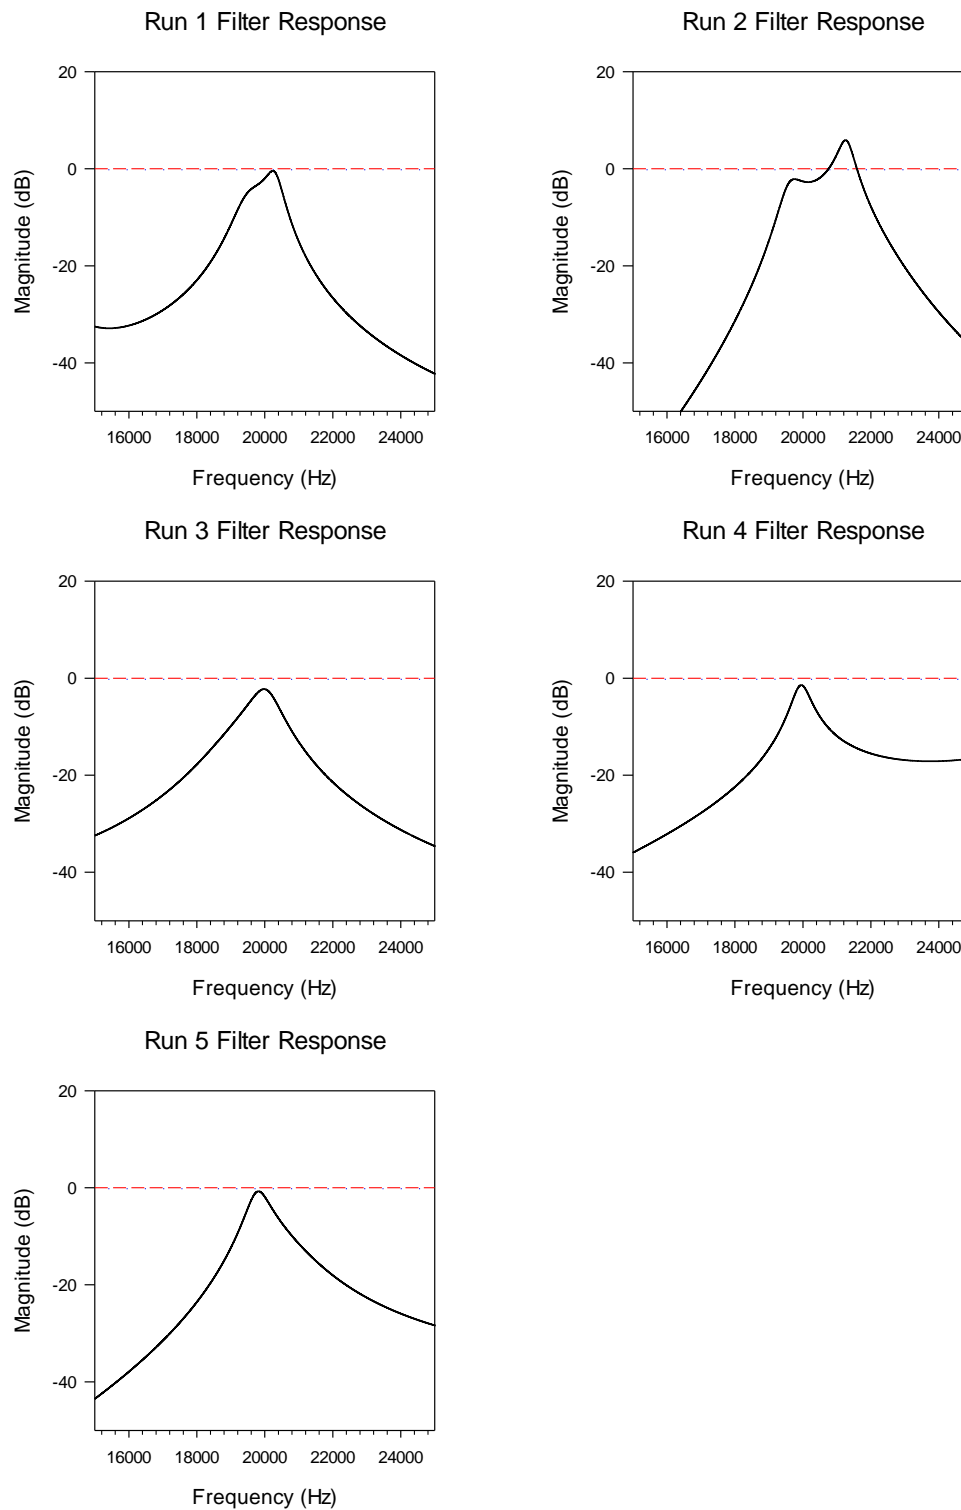 Run 1 Filter Response
Run 2 Filter Response
20
0
-20
-40
Magnitude (dB)
16000 18000 20000 22000 24000
Frequency (Hz)
20
0
-20
-40
Magnitude (dB)
16000 18000 20000 22000 24000
Frequency (Hz)
Run 3 Filter Response
Run 4 Filter Response
20
0
-20
-40
Magnitude (dB)
16000 18000 20000 22000 24000
Frequency (Hz)
20
0
-20
-40
Magnitude (dB)
16000 18000 20000 22000 24000
Frequency (Hz)
Run 5 Filter Response
20
0
-20
-40
Magnitude (dB)
16000 18000 20000 22000 24000
Frequency (Hz)